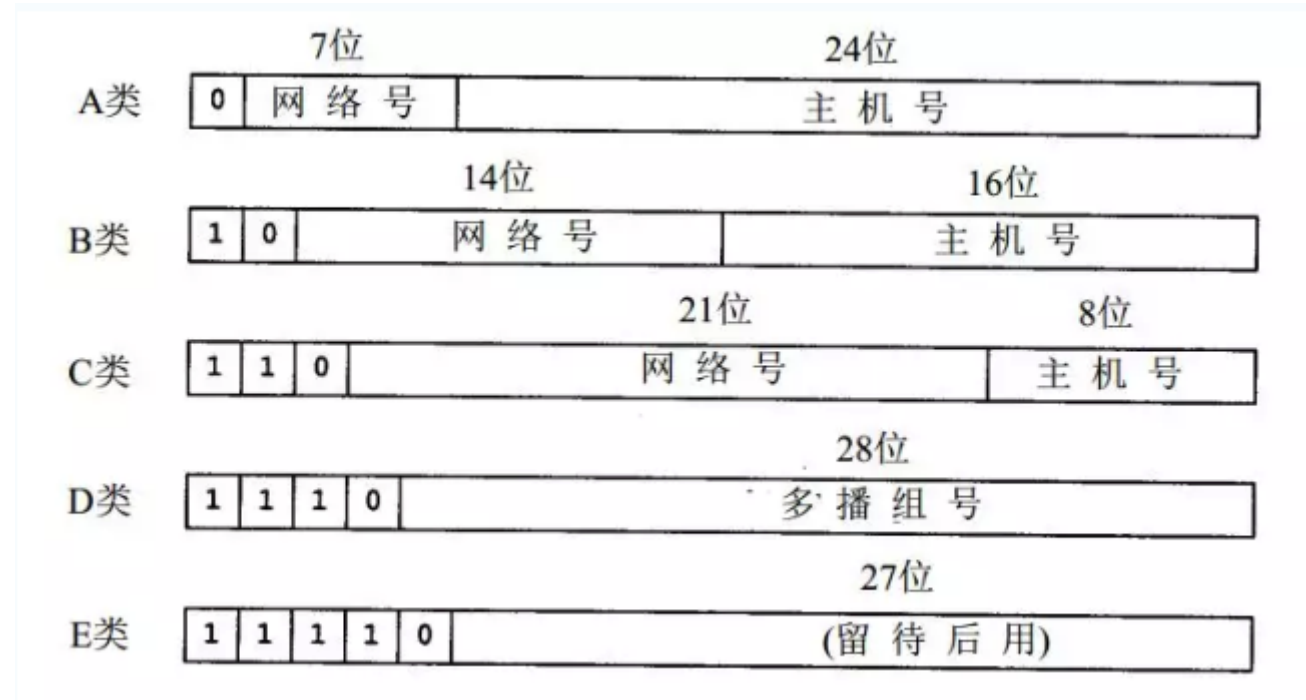 7位 24位
A类 0 网络号 主机号
14位 16位
B类 1 0 网络号 主机号
21位 8位
C类 1 1 0 网络号 主机号
28位
D类 1 1 1 0 多播组号
27位
E类 1 1 1 1 0 (留待后用)